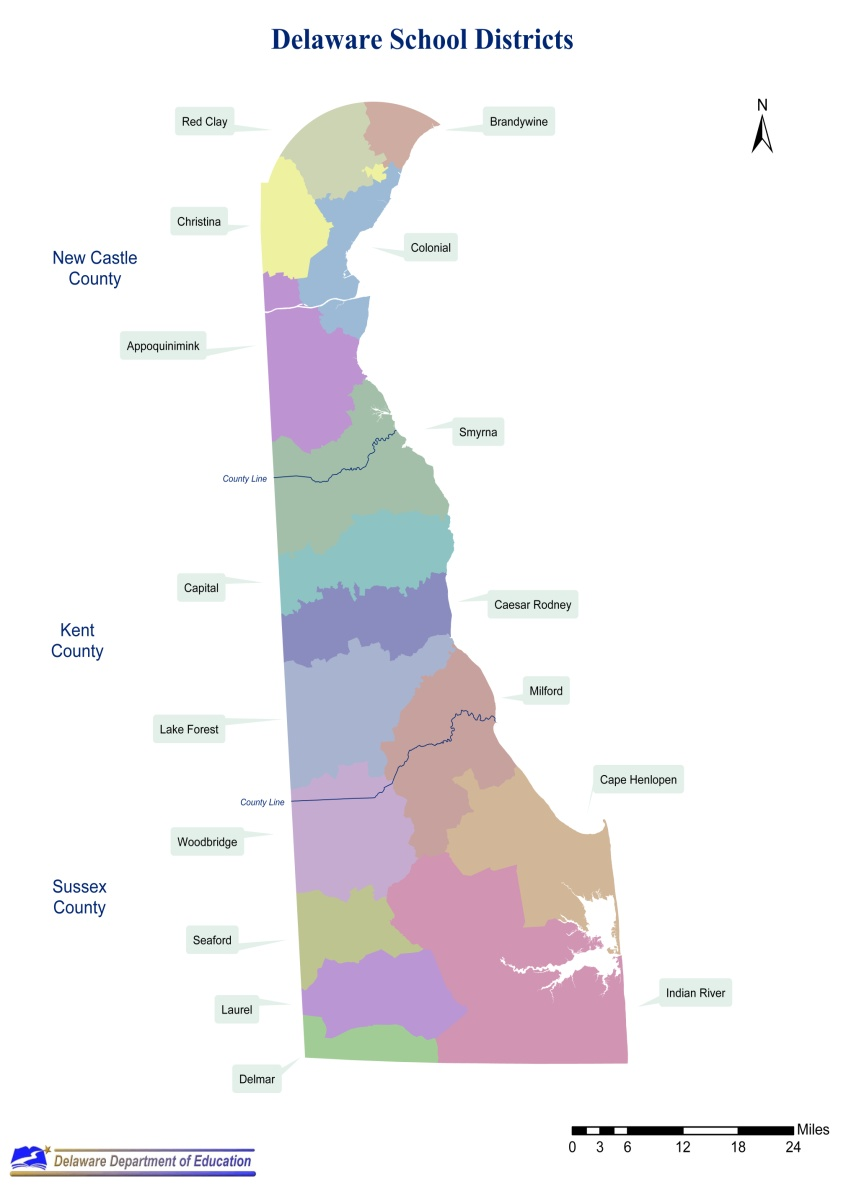 Delaware School Districts
N
Red Clay
Brandywine
Christina
Colonial
New Castle
County
Appoquinimink
Smyrna
County Line
Capital
Caesar Rodney
Kent
County
Milford
Lake Forest
Cape Henlopen
County Line
Woodbridge
Sussex
County
Seaford
Indian River
Laurel
Delmar
Miles
0 3 6 12 18 24
Delaware Department of Education